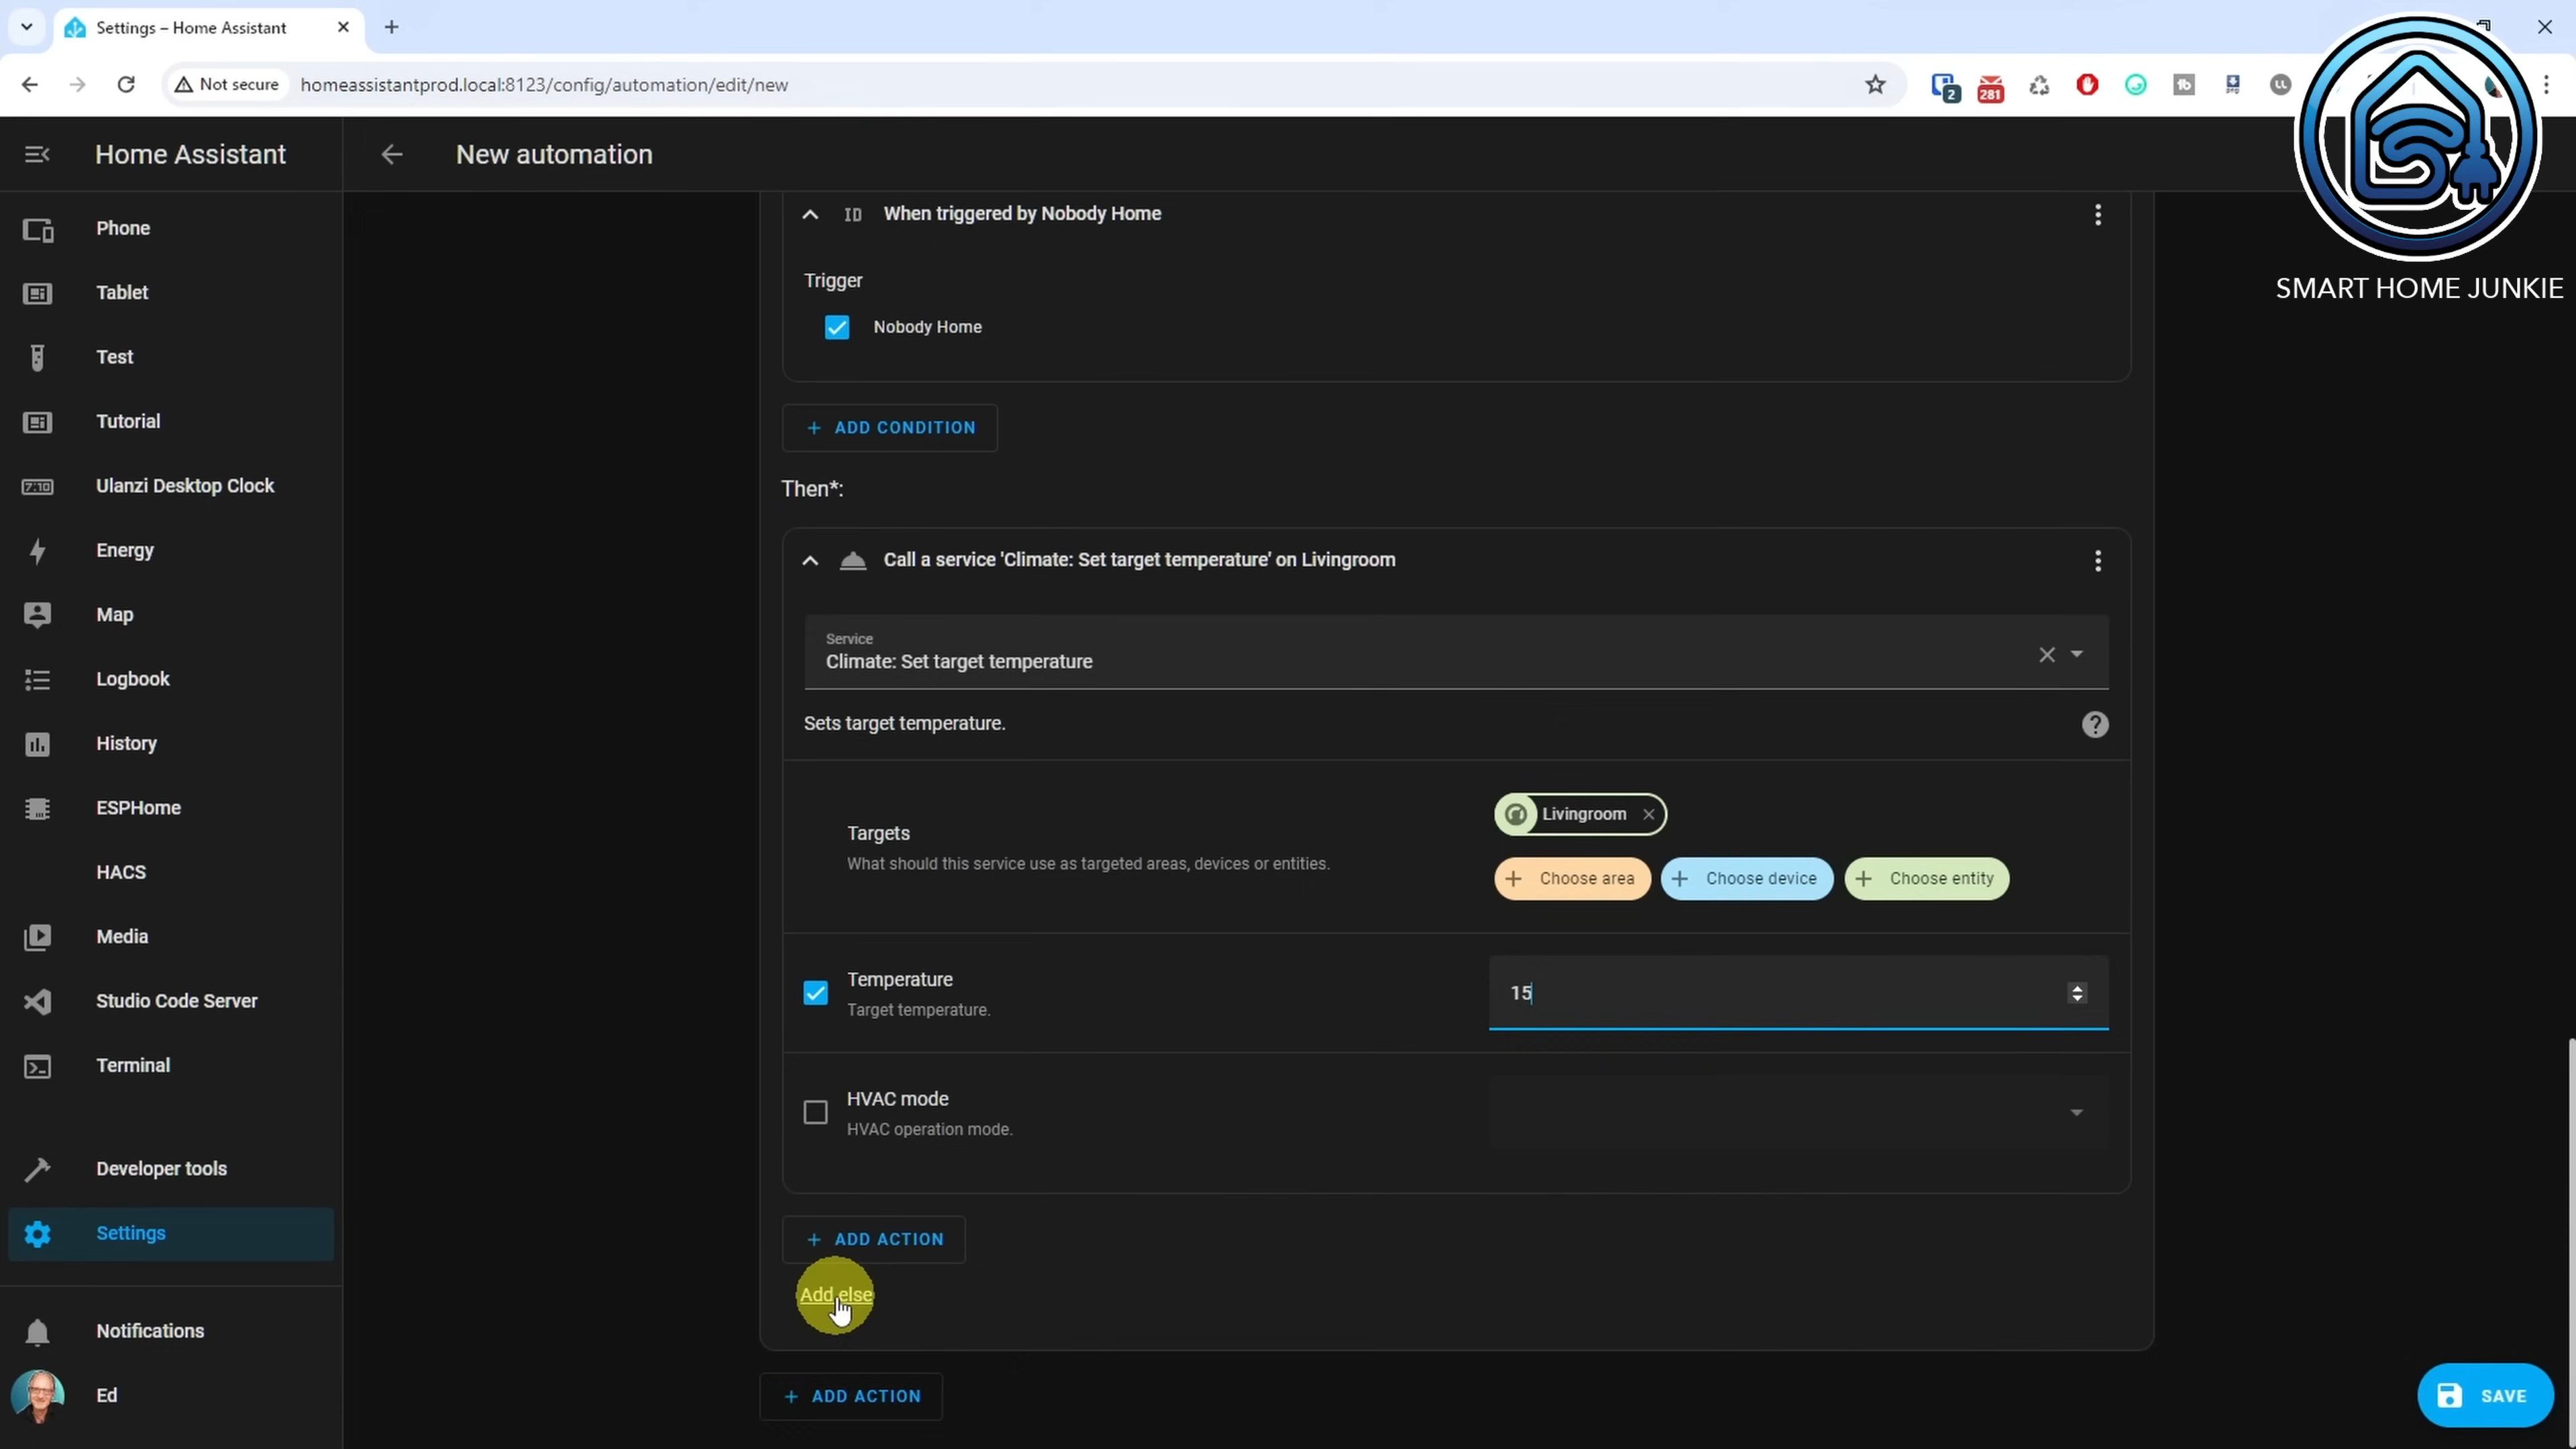 Settings – Home Assistant
Not secure
homeassistantprod.local:8123/config/automation/edit/new
2
281
SMART HOME JUNKIE
Home Assistant
New automation
Phone
Tablet
Test
Tutorial
7:10
Ulanzi Desktop Clock
Energy
Map
Logbook
History
ESPHome
HACS
Media
Studio Code Server
Terminal
Developer tools
Settings
Notifications
Ed
ID
When triggered by Nobody Home
Trigger
Nobody Home
+ ADD CONDITION
Then*:
Call a service 'Climate: Set target temperature' on Livingroom
Service
Climate: Set target temperature
Sets target temperature.
Targets
What should this service use as targeted areas, devices or entities.
Livingroom
+ Choose area
+ Choose device
+ Choose entity
Temperature
Target temperature.
15
HVAC mode
HVAC operation mode.
+ ADD ACTION
Add else
+ ADD ACTION
SAVE